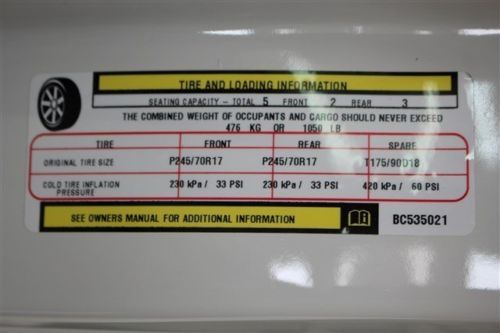 TIRE AND LOADING INFORMATION
SEATING CAPACITY - TOTAL 5 FRONT 2 REAR 3
THE COMBINED WEIGHT OF OCCUPANTS AND CARGO SHOULD NEVER EXCEED
476 KG OR 1050 LB
TIRE FRONT REAR SPARE
ORIGINAL TIRE SIZE P245/70R17 P245/70R17 T175/90D18
COLD TIRE INFLATION PRESSURE 230 kPa / 33 PSI 230 kPa / 33 PSI 420 kPa / 60 PSI
SEE OWNERS MANUAL FOR ADDITIONAL INFORMATION BC535021